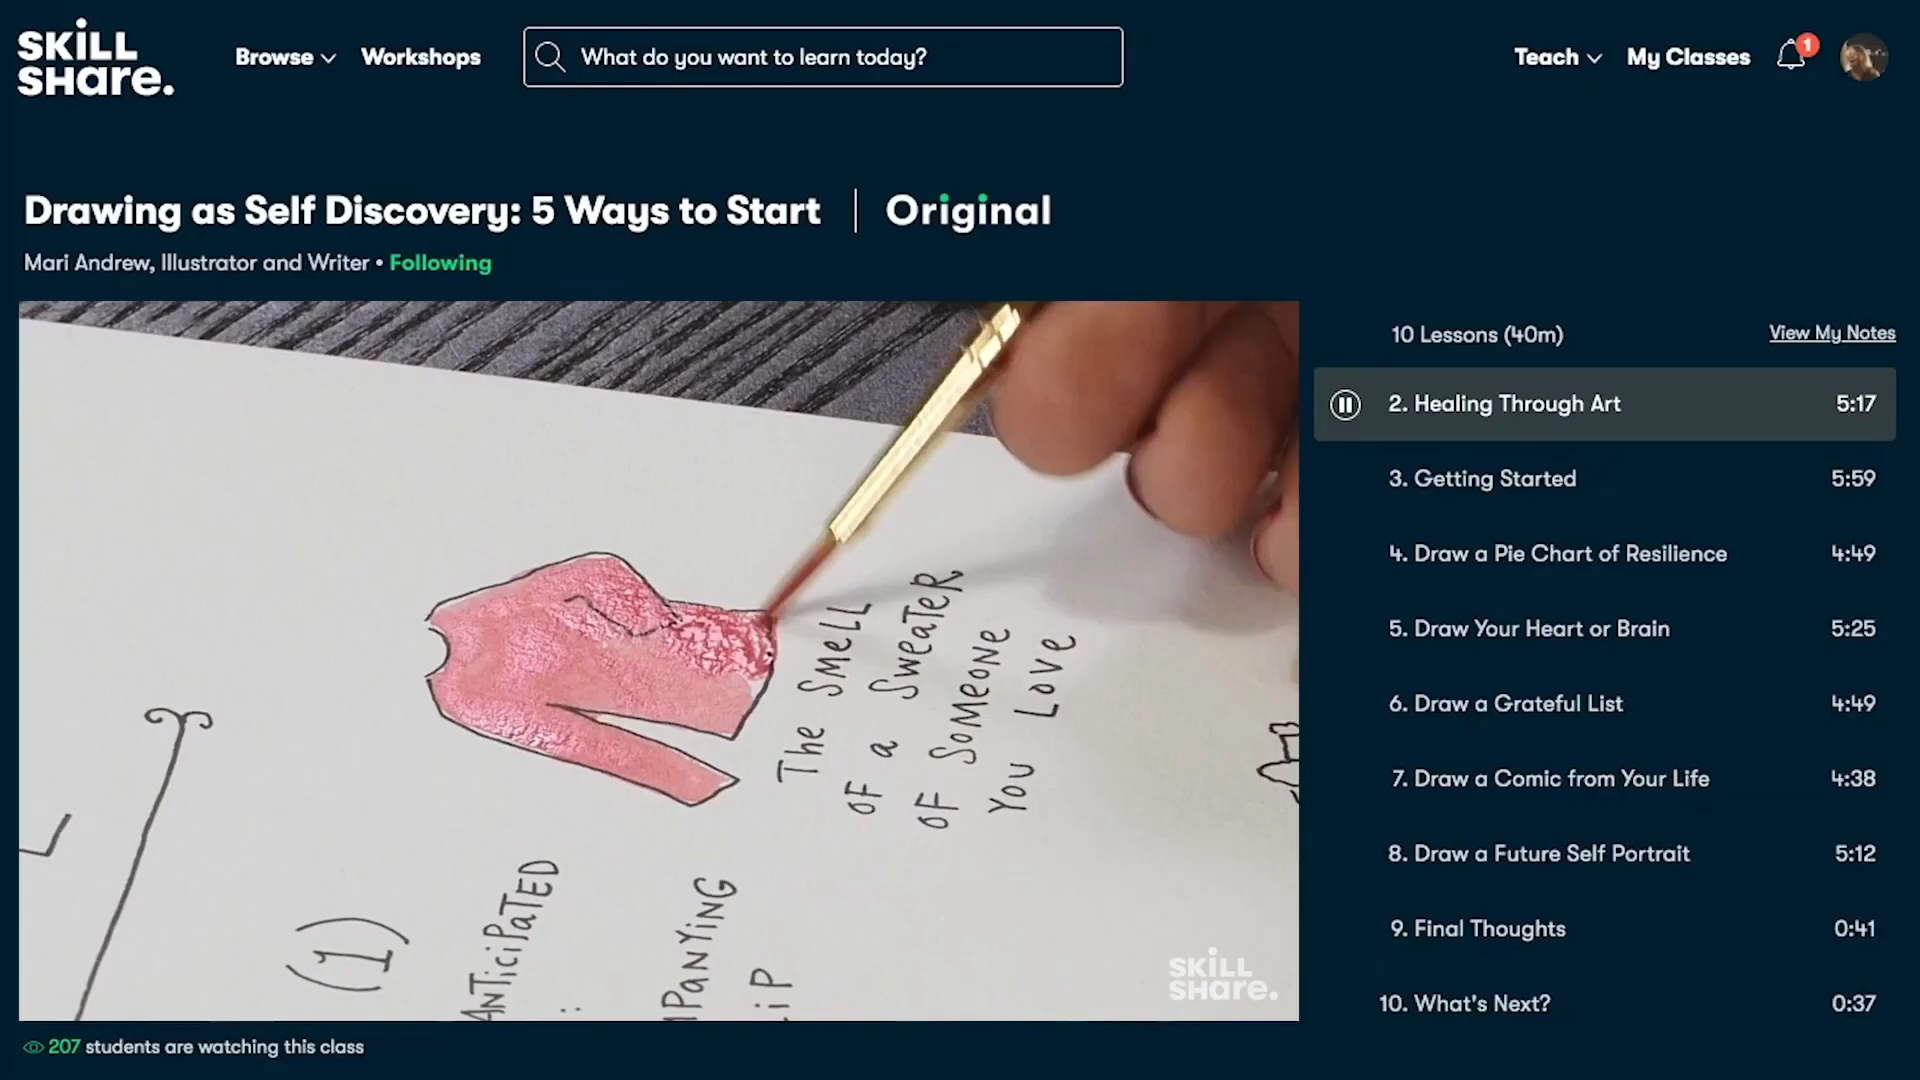 SKiLL
SHare.
Browse
Workshops
What do you want to learn today?
Teach
My Classes
1
Drawing as Self Discovery: 5 Ways to Start
Original
Mari Andrew, Illustrator and Writer • Following
THe SMeLL
OF a SweaTeR
OF SOMeONe
YOU LOVe
(1)
ANTiciPaTED
SKiLL
SHare.
207 students are watching this class
10 Lessons (40m)
View My Notes
2. Healing Through Art 5:17
3. Getting Started 5:59
4. Draw a Pie Chart of Resilience 4:49
5. Draw Your Heart or Brain 5:25
6. Draw a Grateful List 4:49
7. Draw a Comic from Your Life 4:38
8. Draw a Future Self Portrait 5:12
9. Final Thoughts 0:41
10. What's Next? 0:37